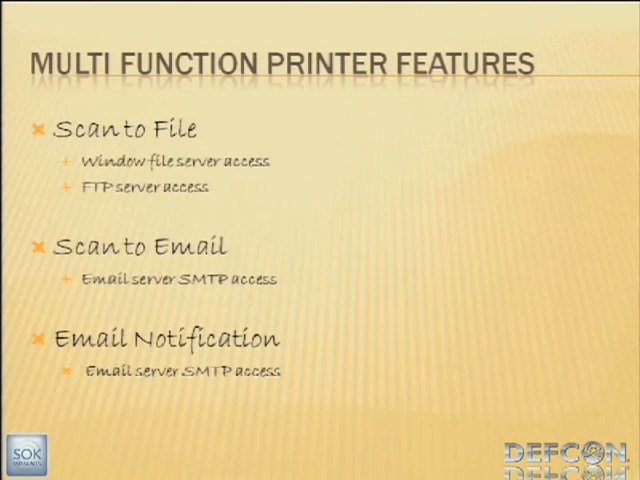 MULTI FUNCTION PRINTER FEATURES
Scan to File
Window file server access
FTP server access
Scan to Email
Email server SMTP access
Email Notification
Email server SMTP access
SOK
DEFCON